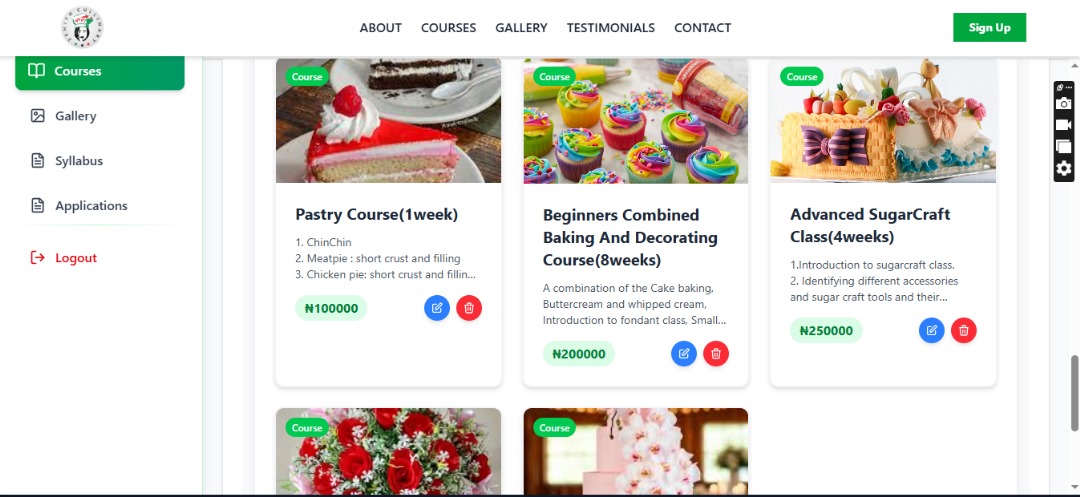 ABOUT COURSES GALLERY TESTIMONIALS CONTACT Sign Up
Courses
Gallery
Syllabus
Applications
Logout
Course
Pastry Course(1week)
1. ChinChin
2. Meatpie : short crust and filling
3. Chicken pie: short crust and fillin...
₦100000
Course
Beginners Combined
Baking And Decorating
Course(8weeks)
A combination of the Cake baking,
Buttercream and whipped cream,
Introduction to fondant class, Small...
₦200000
Course
Advanced SugarCraft
Class(4weeks)
1.Introduction to sugarcraft class.
2. Identifying different accessories
and sugar craft tools and their...
₦250000
Course
Course